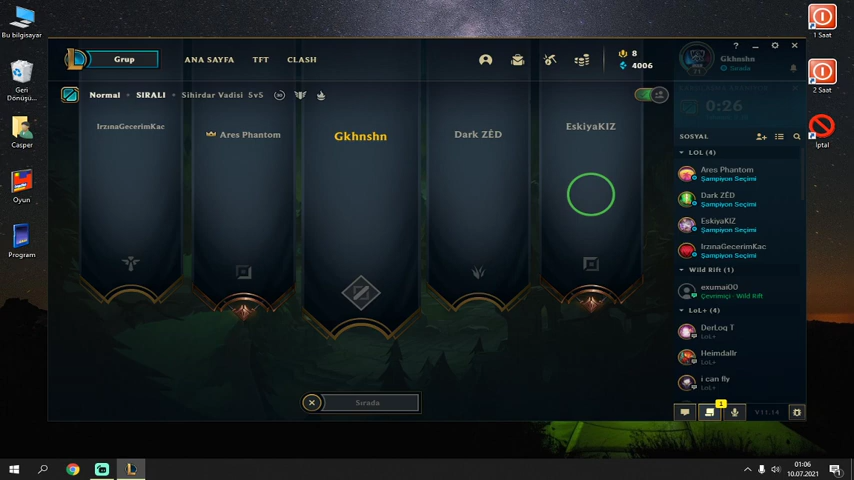 Bu bilgisayar
Geri
Dönüşü...
Casper
Oyun
Program
Grup
ANA SAYFA
TFT
CLASH
8
4006
?
Gkhnshn
Sırada
Normal
SIRALI
Sihirdar Vadisi 5v5
0:26
IrzınaGecerimKac
Ares Phantom
Gkhnshn
Dark ZÉD
EskiyaKIZ
Sırada
SOSYAL
LOL (4)
Ares Phantom
Şampiyon Seçimi
Dark ZÉD
Şampiyon Seçimi
EskiyaKIZ
Şampiyon Seçimi
IrzınaGecerimKac
Şampiyon Seçimi
Wild Rift (1)
exumai00
Çevrimiçi · Wild Rift
LoL+ (4)
DerLoq T
LoL+
Heimdallr
LoL+
i can fly
LoL+
1
V11.14
1 Saat
2 Saat
İptal
01:06
10.07.2021
1